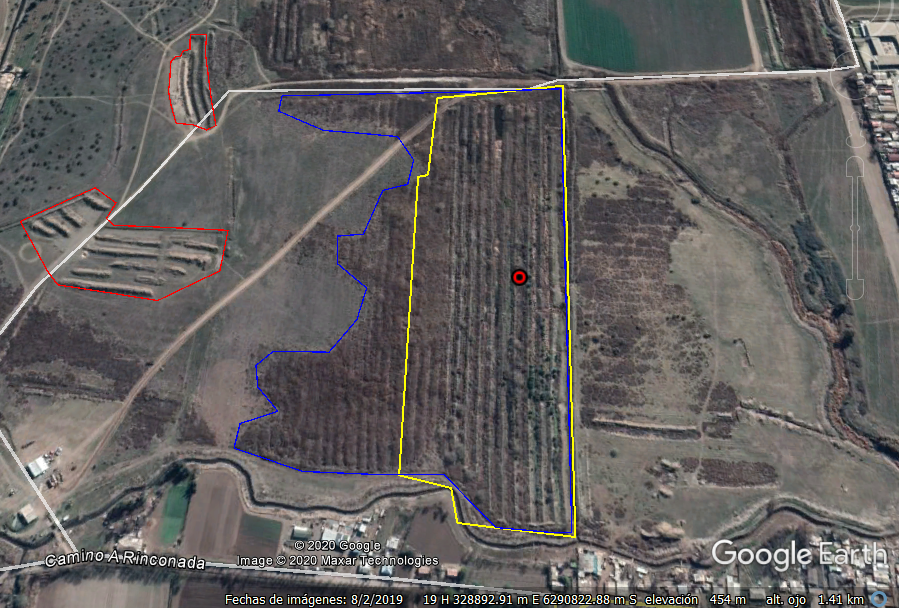 Camino A Rinconada
© 2020 Google
Image © 2020 Maxar Technologies
Google Earth
Fechas de imágenes: 8/2/2019 19 H 328892.91 m E 6290822.88 m S elevación 454 m alt. ojo 1.41 km